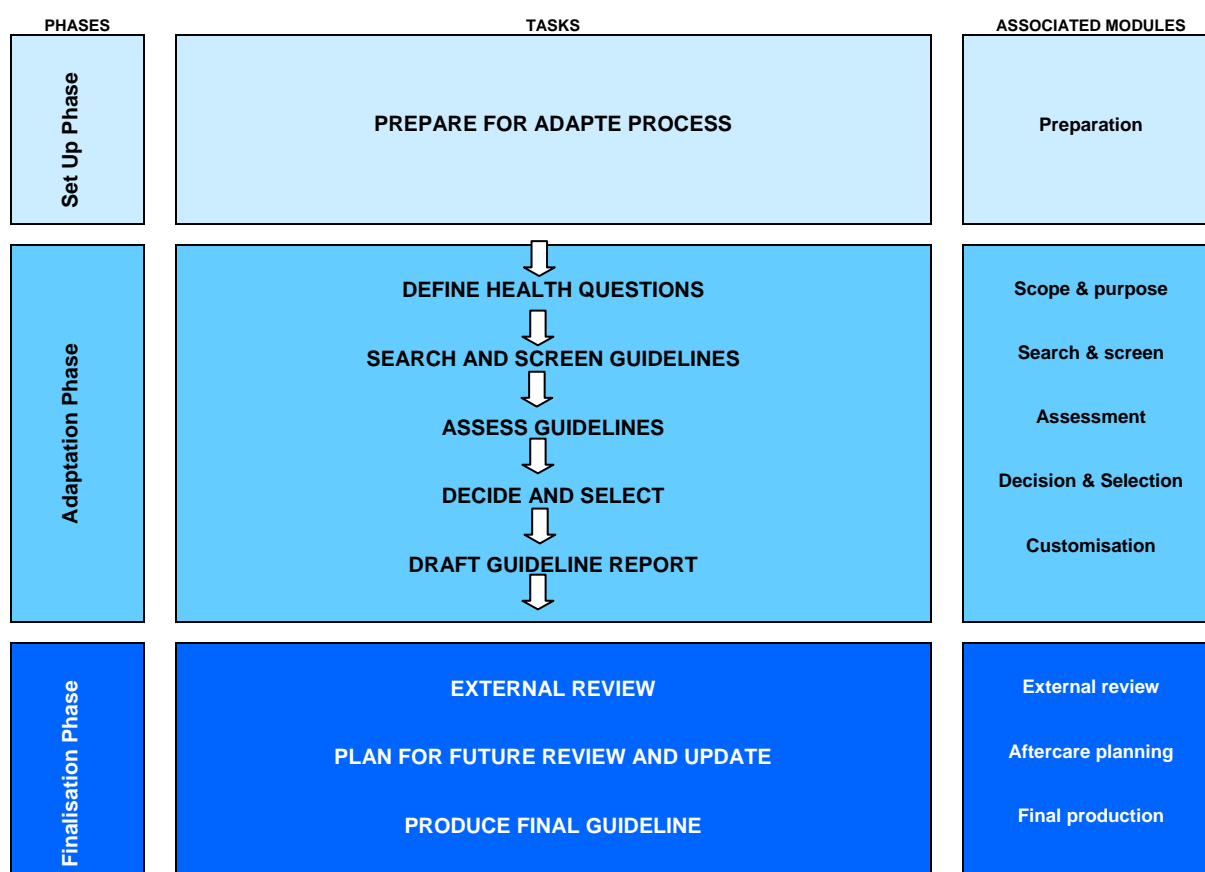 PHASES
TASKS
ASSOCIATED MODULES
Set Up Phase
PREPARE FOR ADAPTE PROCESS
Preparation
Adaptation Phase
DEFINE HEALTH QUESTIONS
Scope & purpose
SEARCH AND SCREEN GUIDELINES
Search & screen
ASSESS GUIDELINES
Assessment
DECIDE AND SELECT
Decision & Selection
DRAFT GUIDELINE REPORT
Customisation
Finalisation Phase
EXTERNAL REVIEW
External review
PLAN FOR FUTURE REVIEW AND UPDATE
Aftercare planning
PRODUCE FINAL GUIDELINE
Final production